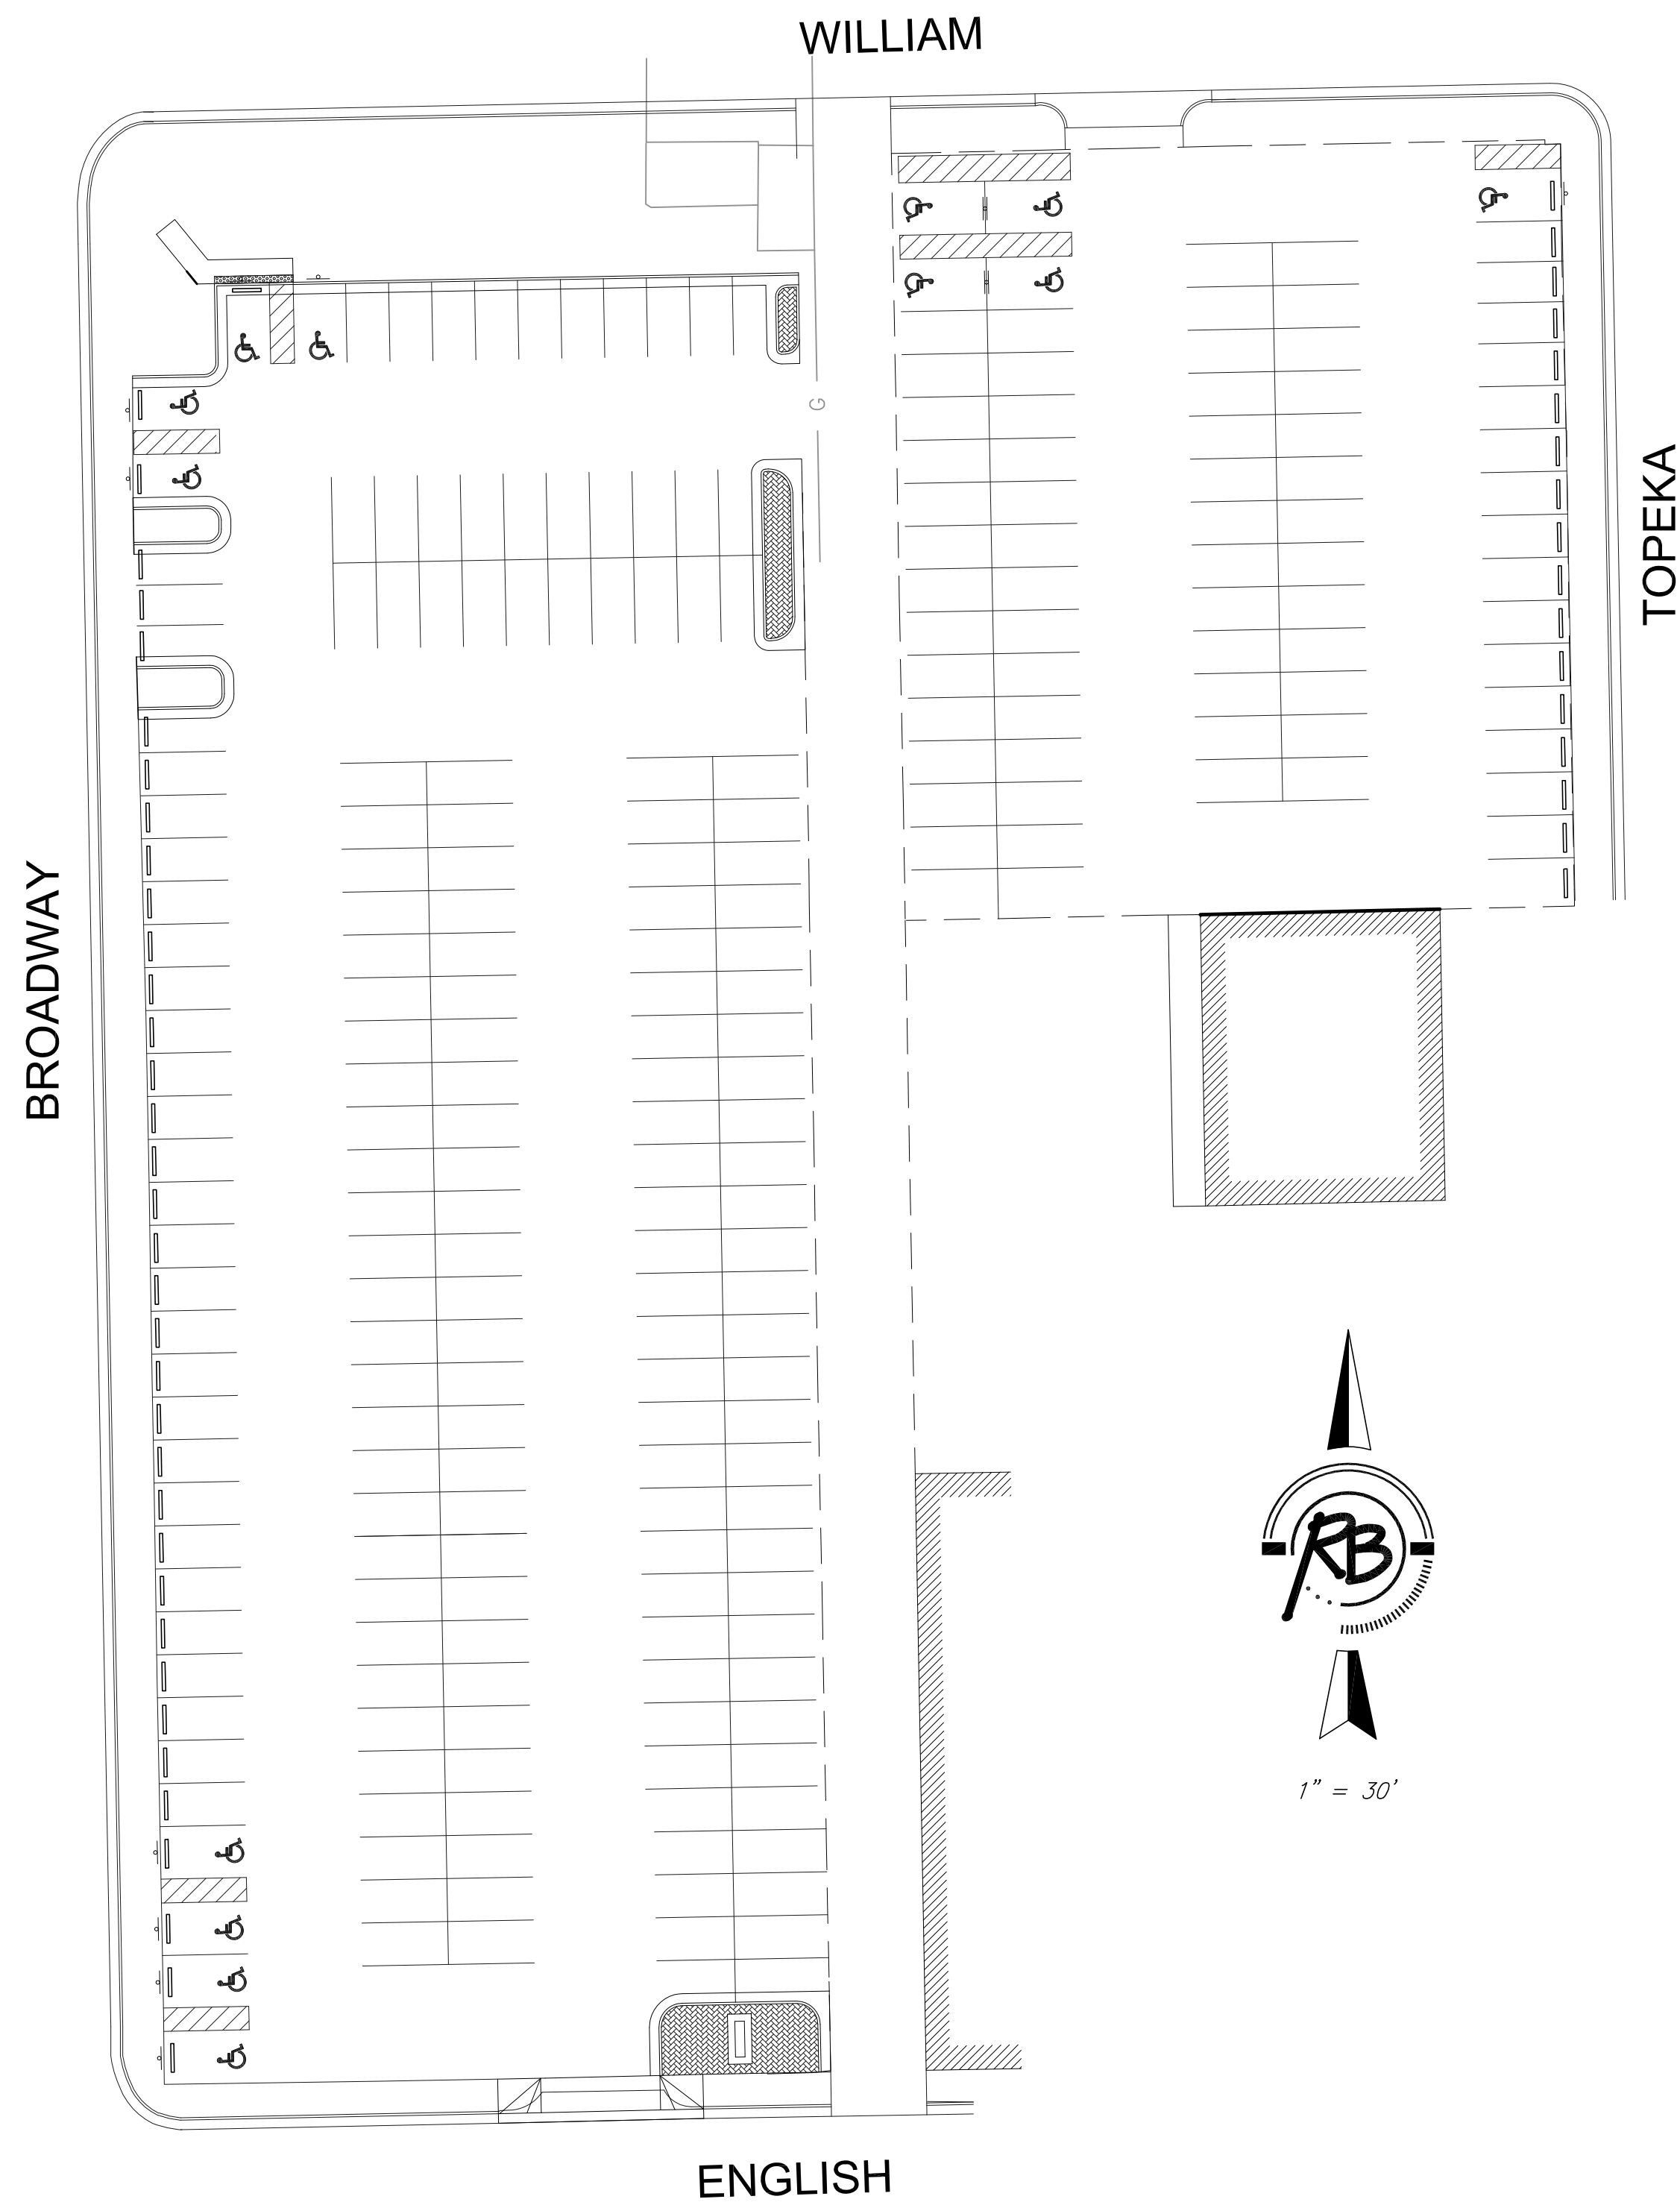 WILLIAM
G
TOPEKA
BROADWAY
RB
1" = 30'
ENGLISH